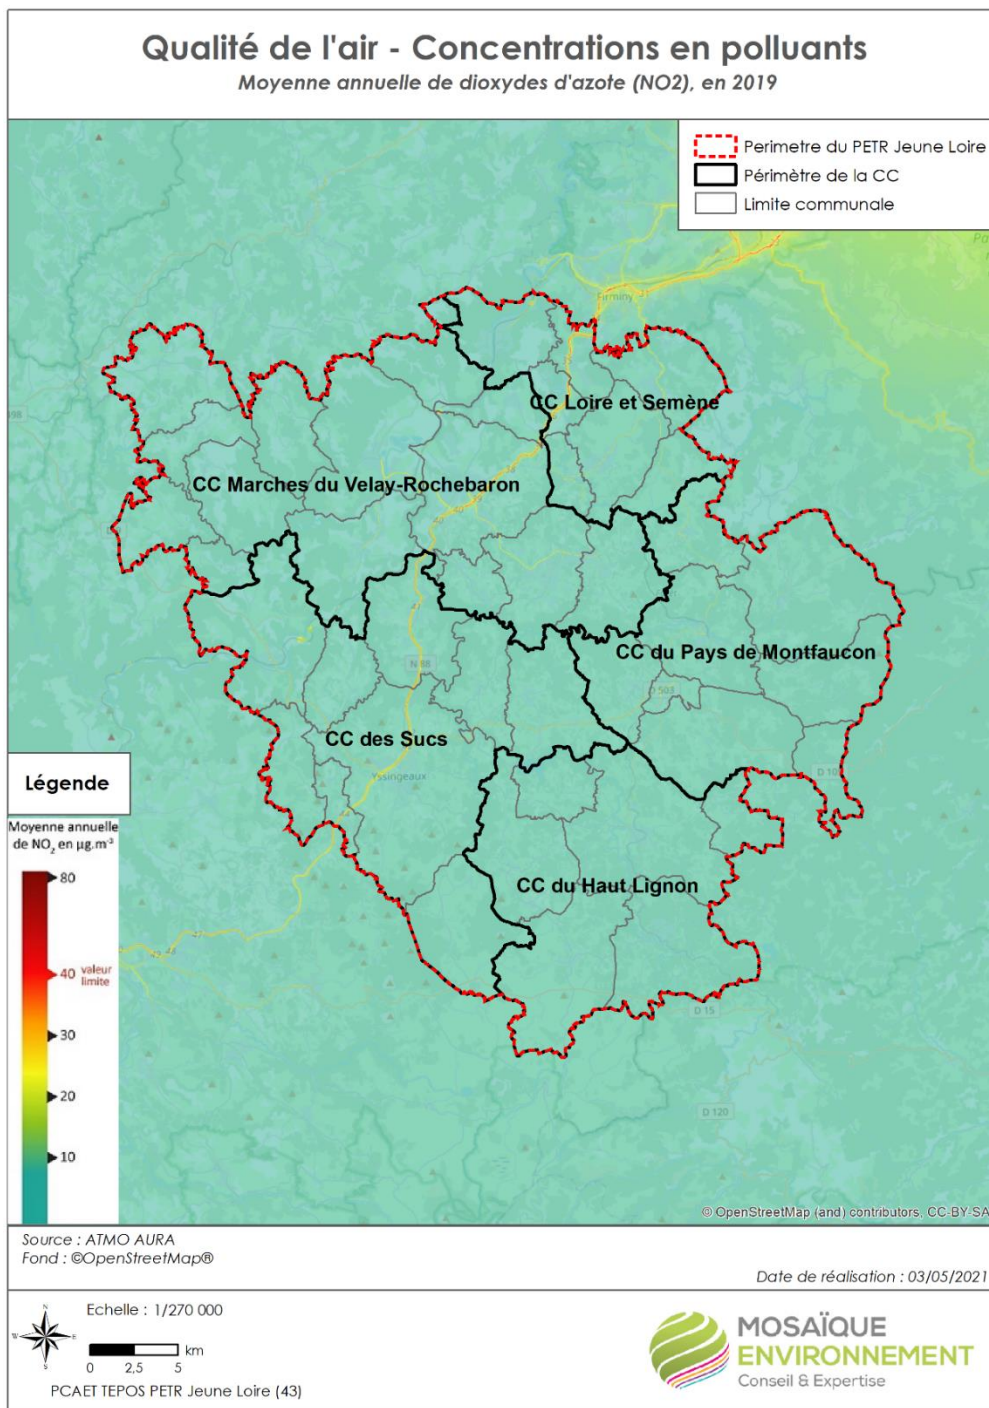 Qualité de l'air - Concentrations en polluants
Moyenne annuelle de dioxydes d'azote (NO2), en 2019
Perimetre du PETR Jeune Loire
Périmètre de la CC
Limite communale
Firminy
CC Loire et Semène
CC Marches du Velay-Rochebaron
CC du Pays de Montfaucon
N 88
D 503
CC des Sucs
Yssingeaux
CC du Haut Lignon
D 15
D 120
Légende
Moyenne annuelle
de NO2 en µg.m-3
80
40 valeur
limite
30
20
10
© OpenStreetMap (and) contributors, CC-BY-SA
Source : ATMO AURA
Fond : ©OpenStreetMap®
Date de réalisation : 03/05/2021
N
W E
S
Echelle : 1/270 000
km
0 2,5 5
PCAET TEPOS PETR Jeune Loire (43)
MOSAÏQUE
ENVIRONNEMENT
Conseil & Expertise